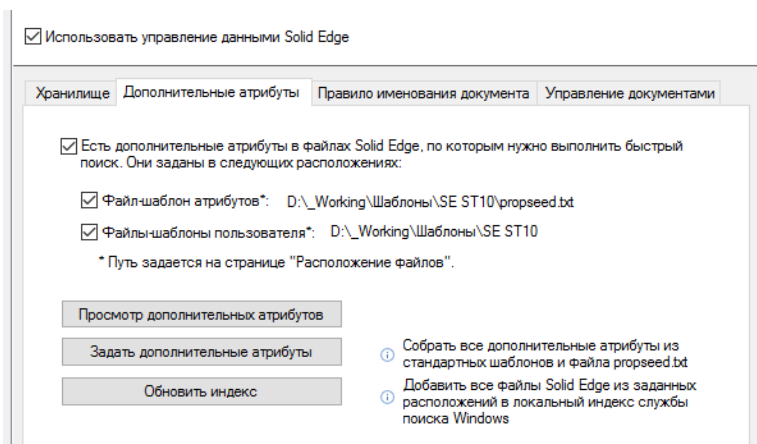 Использовать управление данными Solid Edge
Хранилище Дополнительные атрибуты Правило именования документа Управление документами
Есть дополнительные атрибуты в файлах Solid Edge, по которым нужно выполнить быстрый
поиск. Они заданы в следующих расположениях:
Файл-шаблон атрибутов*: D:\_Working\Шаблоны\SE ST10\propseed.txt
Файлы-шаблоны пользователя*: D:\_Working\Шаблоны\SE ST10
* Путь задается на странице "Расположение файлов".
Просмотр дополнительных атрибутов
Задать дополнительные атрибуты
Собрать все дополнительные атрибуты из
стандартных шаблонов и файла propseed.txt
Обновить индекс
Добавить все файлы Solid Edge из заданных
расположений в локальный индекс службы
поиска Windows